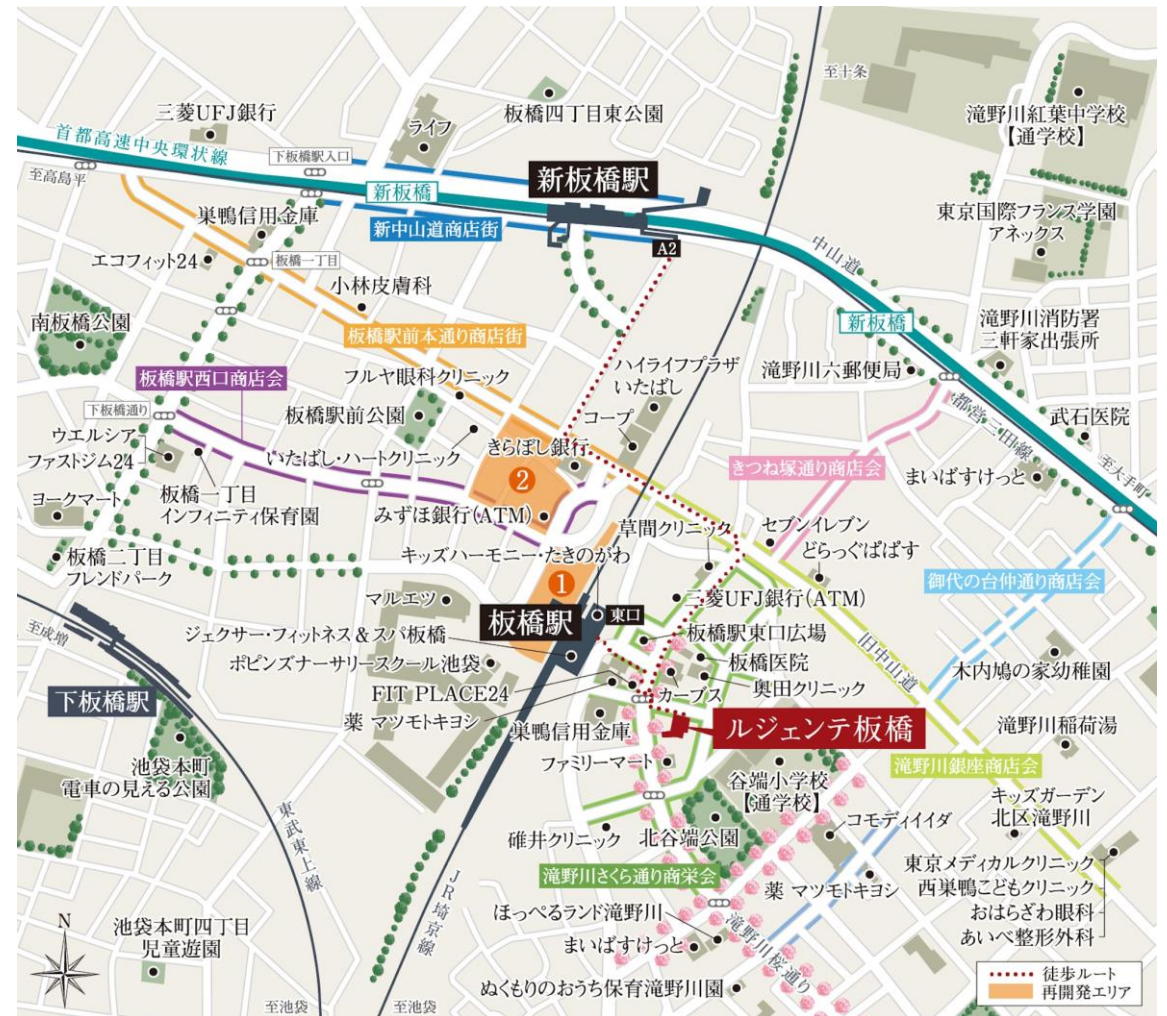 至十条
三菱UFJ銀行
板橋四丁目東公園
ライフ
滝野川紅葉中学校
【通学校】
首都高速中央環状線
下板橋駅入口
至高島平
新板橋駅
新板橋
巣鴨信用金庫
新中山道商店街
A2
東京国際フランス学園
アネックス
エコフィット24
板橋一丁目
中山道
小林皮膚科
南板橋公園
新板橋
滝野川消防署
三軒家出張所
板橋駅前本通り商店街
ハイライフプラザ
いたばし
滝野川六郵便局
板橋駅西口商店会
フルヤ眼科クリニック
都営三田線
下板橋通り
板橋駅前公園
コープ
武石医院
ウエルシア
ファストジム24
いたばし・ハートクリニック
きらぼし銀行
きつね塚通り商店会
至大手町
まいばすけっと
2
ヨークマート
板橋一丁目
インフィニティ保育園
みずほ銀行(ATM)
草間クリニック
セブンイレブン
どらっぐぱぱす
キッズハーモニー・たきのがわ
板橋二丁目
フレンドパーク
御代の台仲通り商店会
1
マルエツ
三菱UFJ銀行(ATM)
板橋駅
東口
至成増
ジェクサー・フィットネス&スパ板橋
板橋駅東口広場
旧中山道
ポピンズナーサリースクール池袋
板橋医院
木内鳩の家幼稚園
下板橋駅
FIT PLACE24
カーブス
奥田クリニック
薬 マツモトキヨシ
巣鴨信用金庫
ルジェンテ板橋
滝野川稲荷湯
池袋本町
電車の見える公園
ファミリーマート
滝野川銀座商店会
谷端小学校
【通学校】
キッズガーデン
北区滝野川
東武東上線
碓井クリニック
北谷端公園
コモディイイダ
滝野川さくら通り商栄会
東京メディカルクリニック
西巣鴨こどもクリニック
おはらざわ眼科
あいべ整形外科
薬 マツモトキヨシ
JR埼京線
ほっぺるランド滝野川
池袋本町四丁目
児童遊園
まいばすけっと
滝野川桜通り
N
ぬくもりのおうち保育滝野川園
徒歩ルート
再開発エリア
至池袋
至池袋